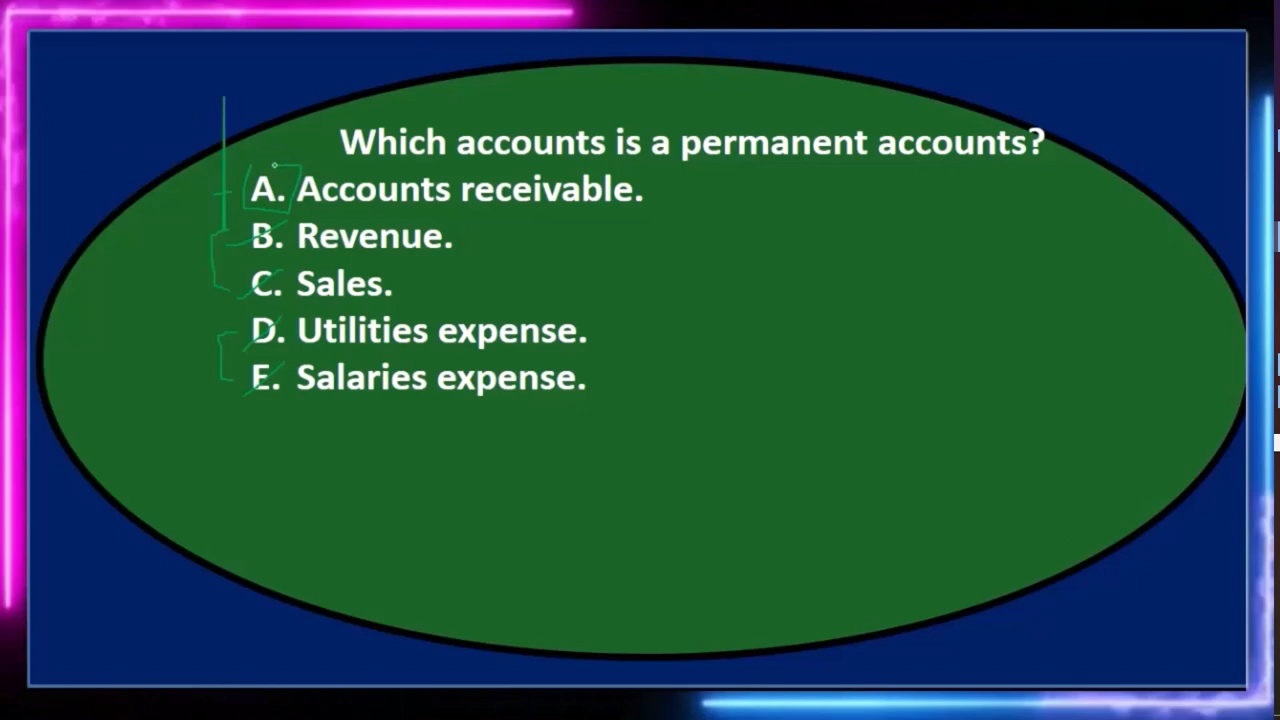 Which accounts is a permanent accounts?
A. Accounts receivable.
B. Revenue.
C. Sales.
D. Utilities expense.
E. Salaries expense.